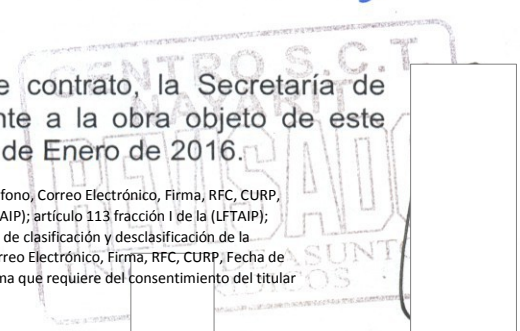 CENTRO S.C.T
NAYARIT
e contrato, la Secretaría de
nte a la obra objeto de este
de Enero de 2016.
REVISADO
fono, Correo Electrónico, Firma, RFC, CURP,
AIP); artículo 113 fracción I de la (LFTAIP);
de clasificación y desclasificación de la
rreo Electrónico, Firma, RFC, CURP, Fecha de
ma que requiere del consentimiento del titular